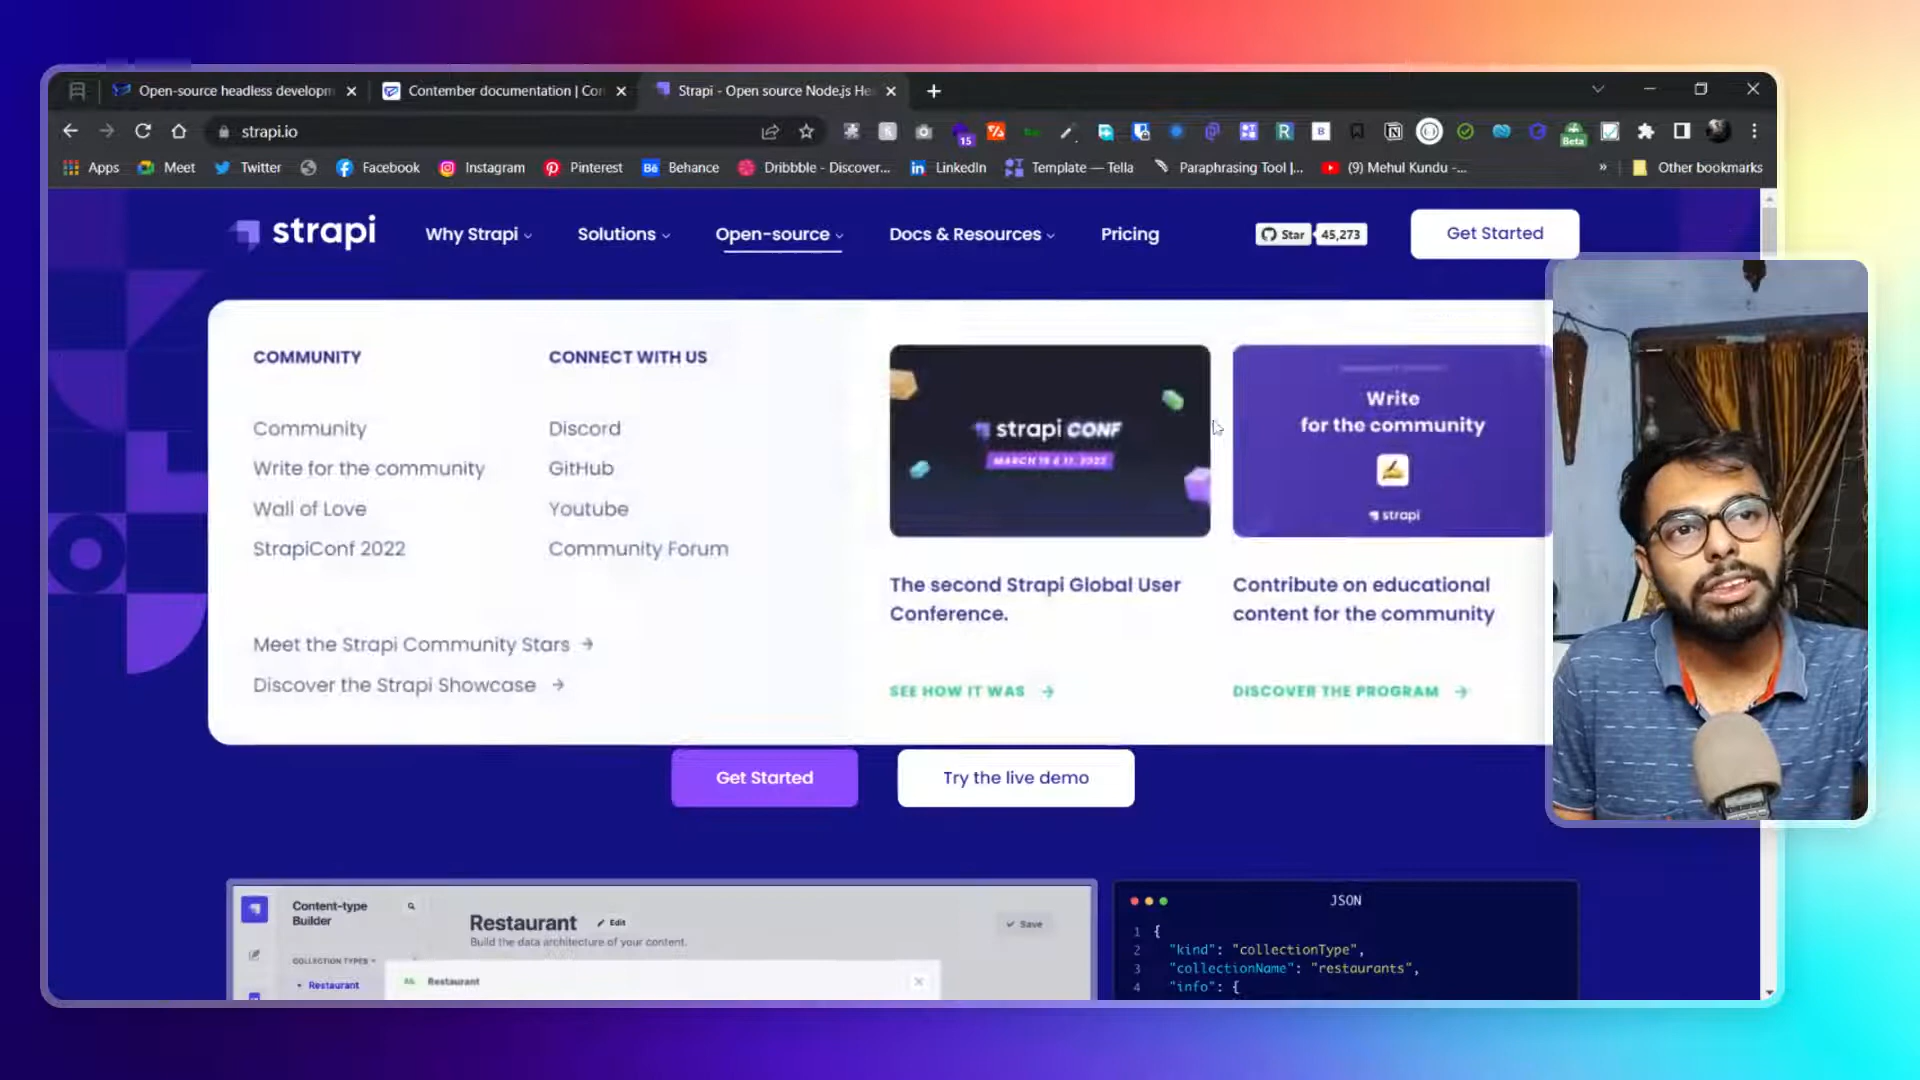 Open-source headless developm
Contember documentation | Con
Strapi - Open source Node.js He
strapi.io
15
Beta
Apps
Meet
Twitter
Facebook
Instagram
Pinterest
Behance
Dribbble - Discover...
LinkedIn
Template — Tella
Paraphrasing Tool |...
(9) Mehul Kundu -...
»
Other bookmarks
strapi
Why Strapi
Solutions
Open-source
Docs & Resources
Pricing
Star
45,273
Get Started
COMMUNITY
Community
Write for the community
Wall of Love
StrapiConf 2022
CONNECT WITH US
Discord
GitHub
Youtube
Community Forum
Meet the Strapi Community Stars →
Discover the Strapi Showcase →
strapi CONF
The second Strapi Global User
Conference.
SEE HOW IT WAS →
Write
for the community
strapi
Contribute on educational
content for the community
DISCOVER THE PROGRAM →
Get Started
Try the live demo
Content-type
Builder
COLLECTION TYPES
Restaurant
Restaurant
Edit
Build the data architecture of your content.
Save
Restaurant
JSON
1 {
2 "kind": "collectionType",
3 "collectionName": "restaurants",
4 "info": {